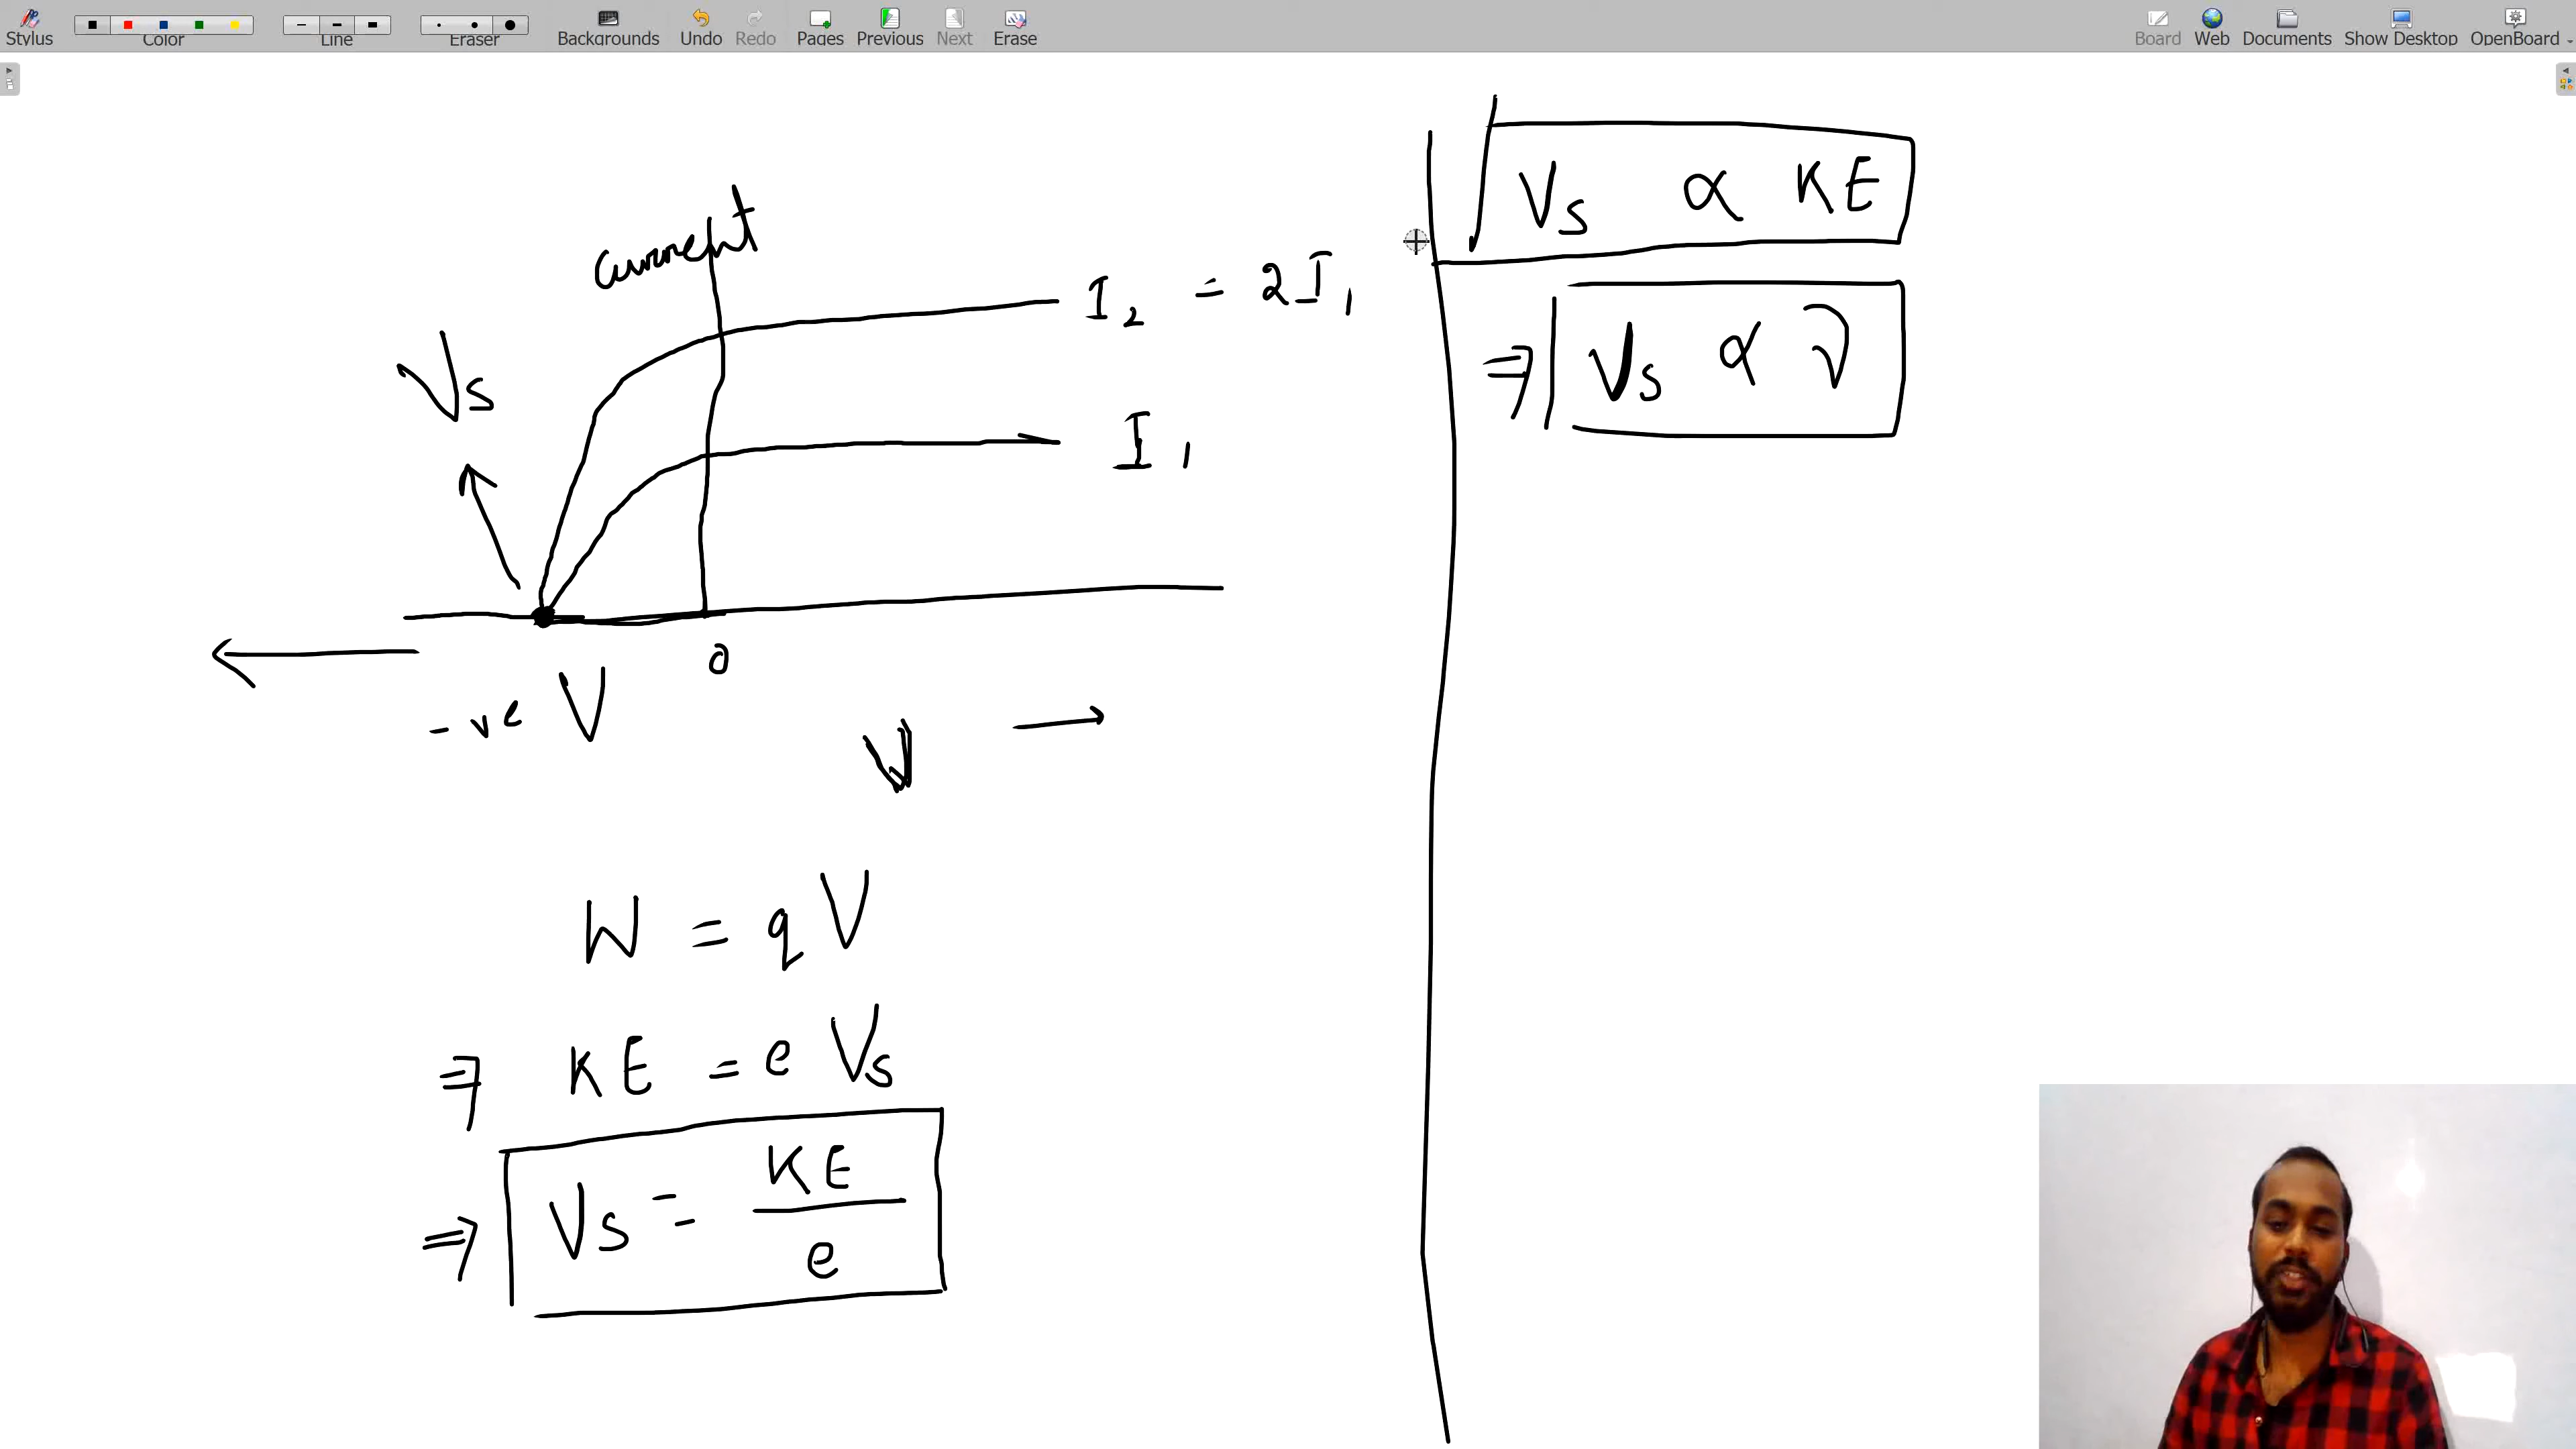 Stylus Color Line Eraser Backgrounds Undo Redo Pages Previous Next Erase Board Web Documents Show Desktop OpenBoard
current
I₂ = 2I₁
Vs
I₁
0
-ve V
V →
W = qV
⇒ KE = e Vs
⇒ Vs = KE/e
Vs ∝ KE
⇒ Vs ∝ ν